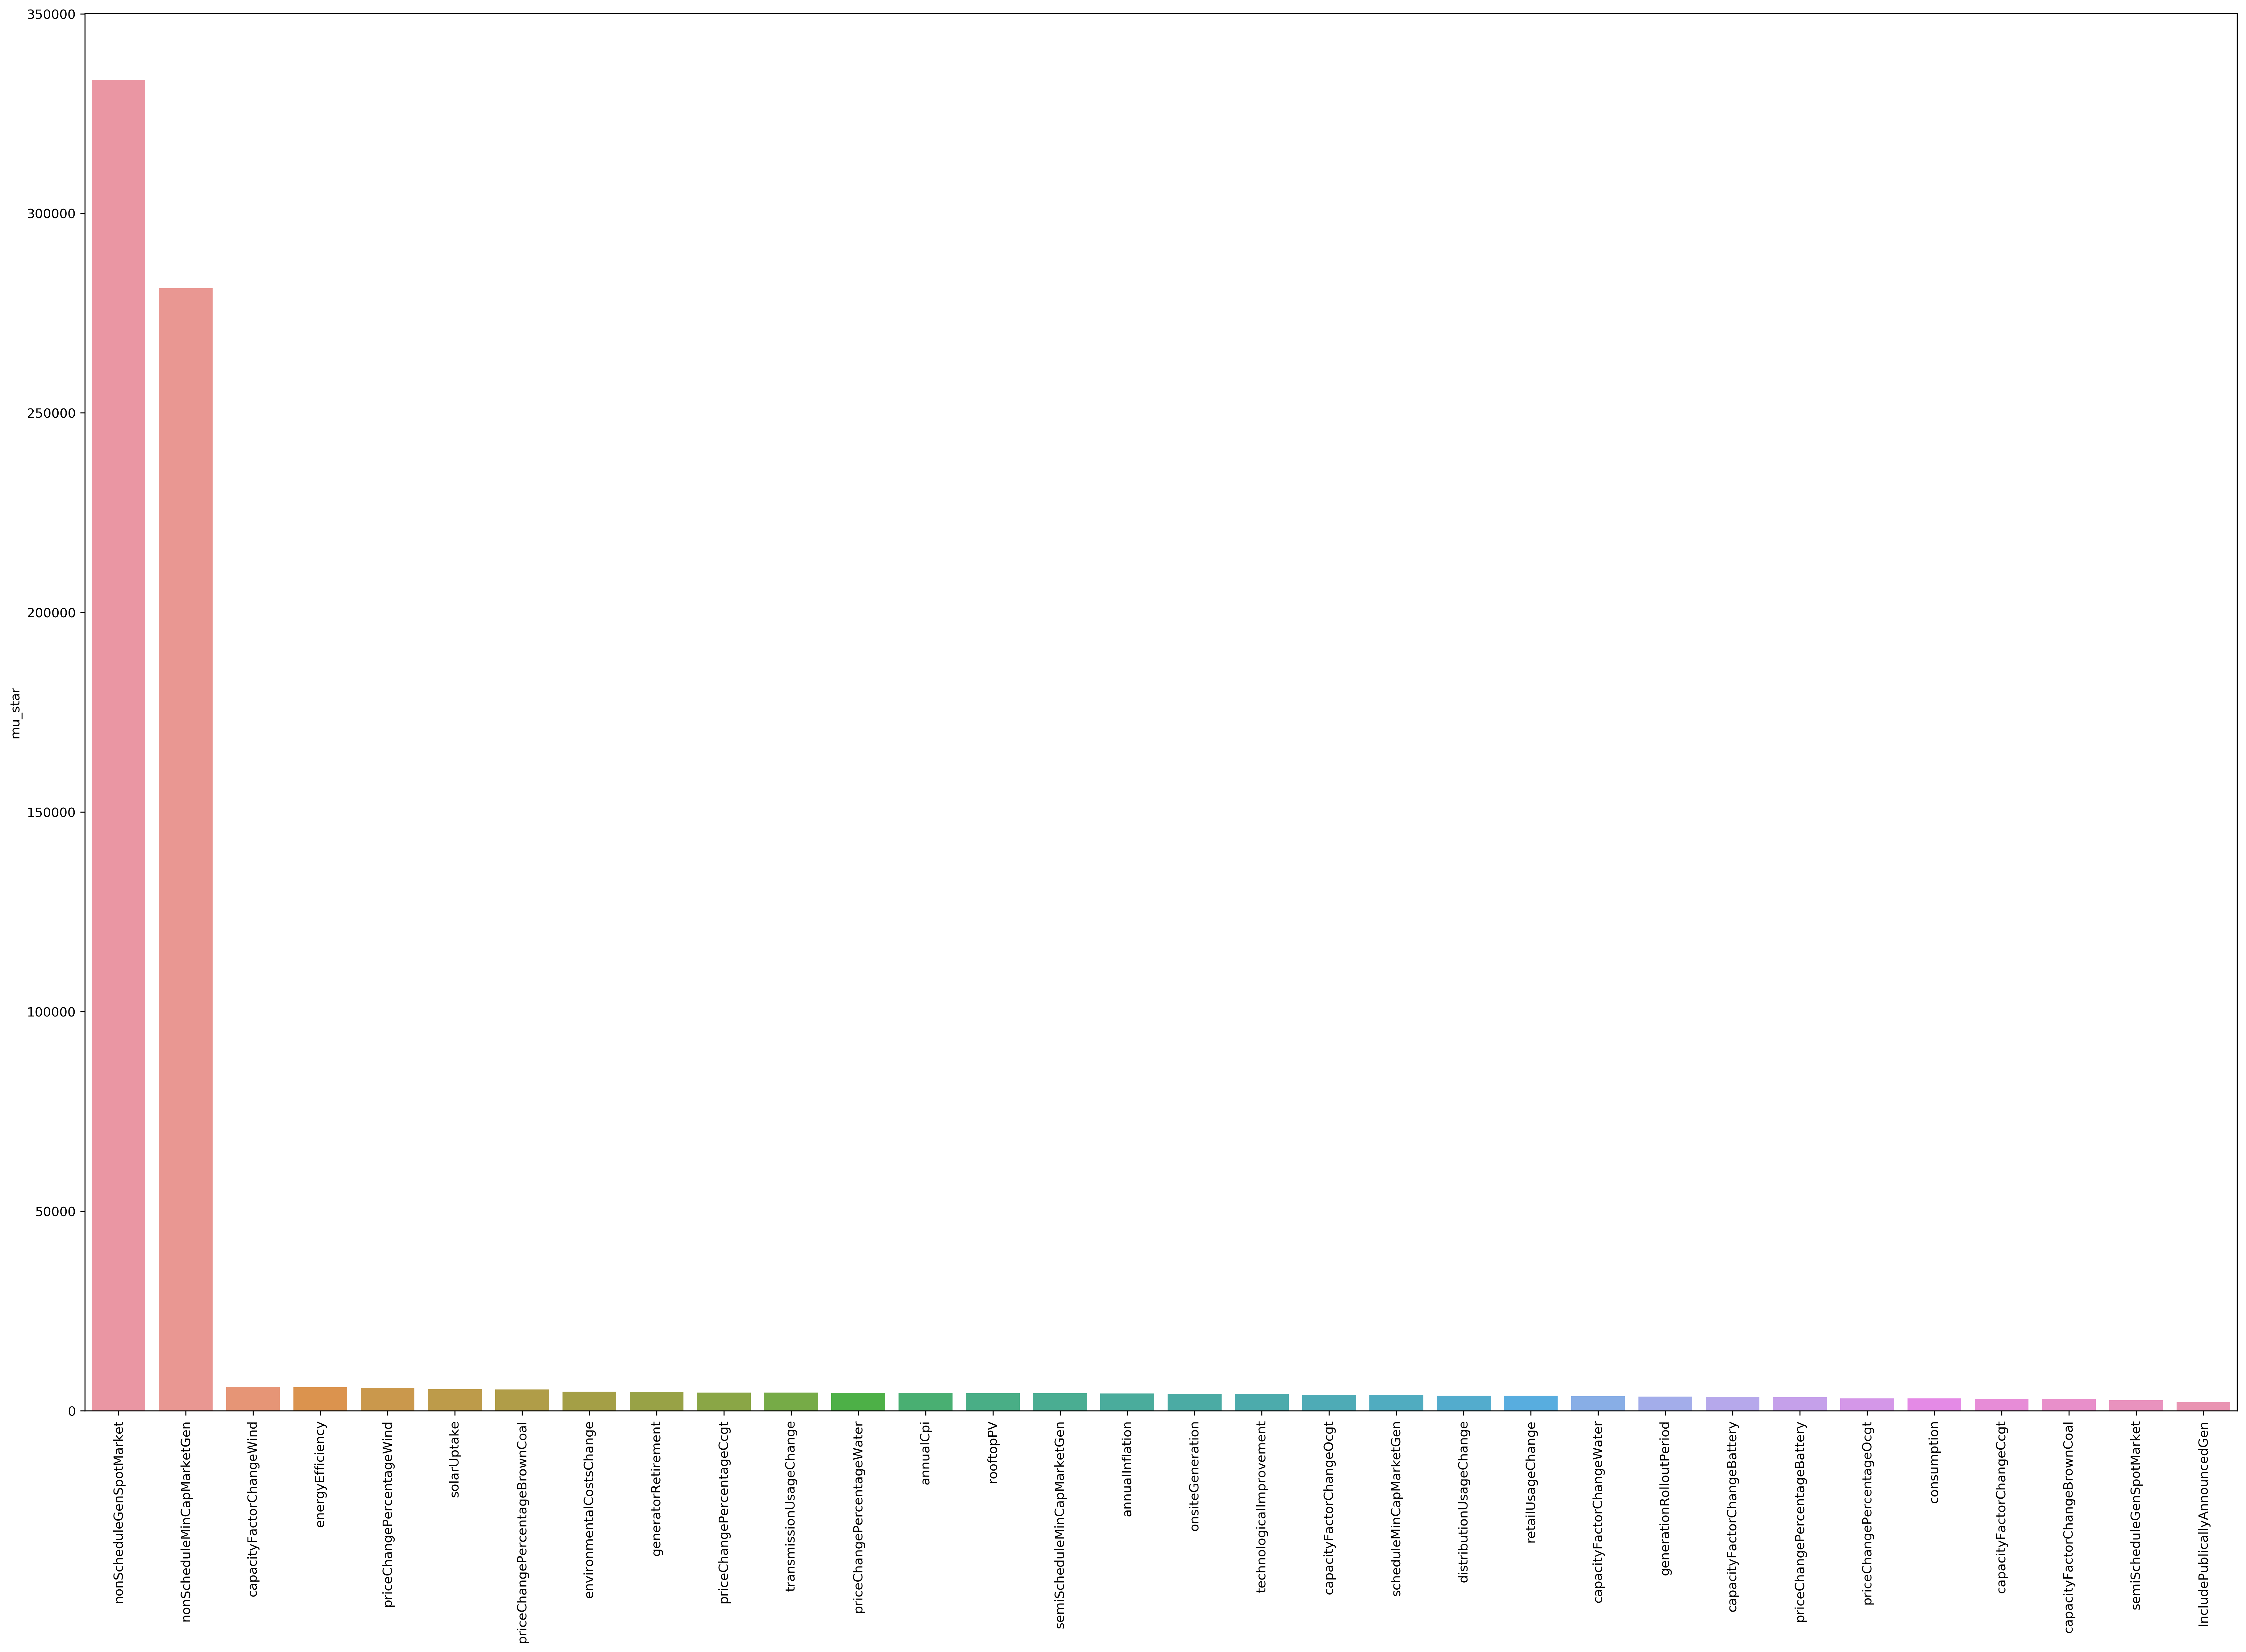 350000
300000
250000
200000
150000
100000
50000
0
mu_star
nonScheduleGenSpotMarket
nonScheduleMinCapMarketGen
capacityFactorChangeWind
energyEfficiency
priceChangePercentageWind
solarUptake
priceChangePercentageBrownCoal
environmentalCostsChange
generatorRetirement
priceChangePercentageCcgt
transmissionUsageChange
priceChangePercentageWater
annualCpi
rooftopPV
semiScheduleMinCapMarketGen
annualInflation
onsiteGeneration
technologicalImprovement
capacityFactorChangeOcgt
scheduleMinCapMarketGen
distributionUsageChange
retailUsageChange
capacityFactorChangeWater
generationRolloutPeriod
capacityFactorChangeBattery
priceChangePercentageBattery
priceChangePercentageOcgt
consumption
capacityFactorChangeCcgt
capacityFactorChangeBrownCoal
semiScheduleGenSpotMarket
IncludePublicallyAnnouncedGen